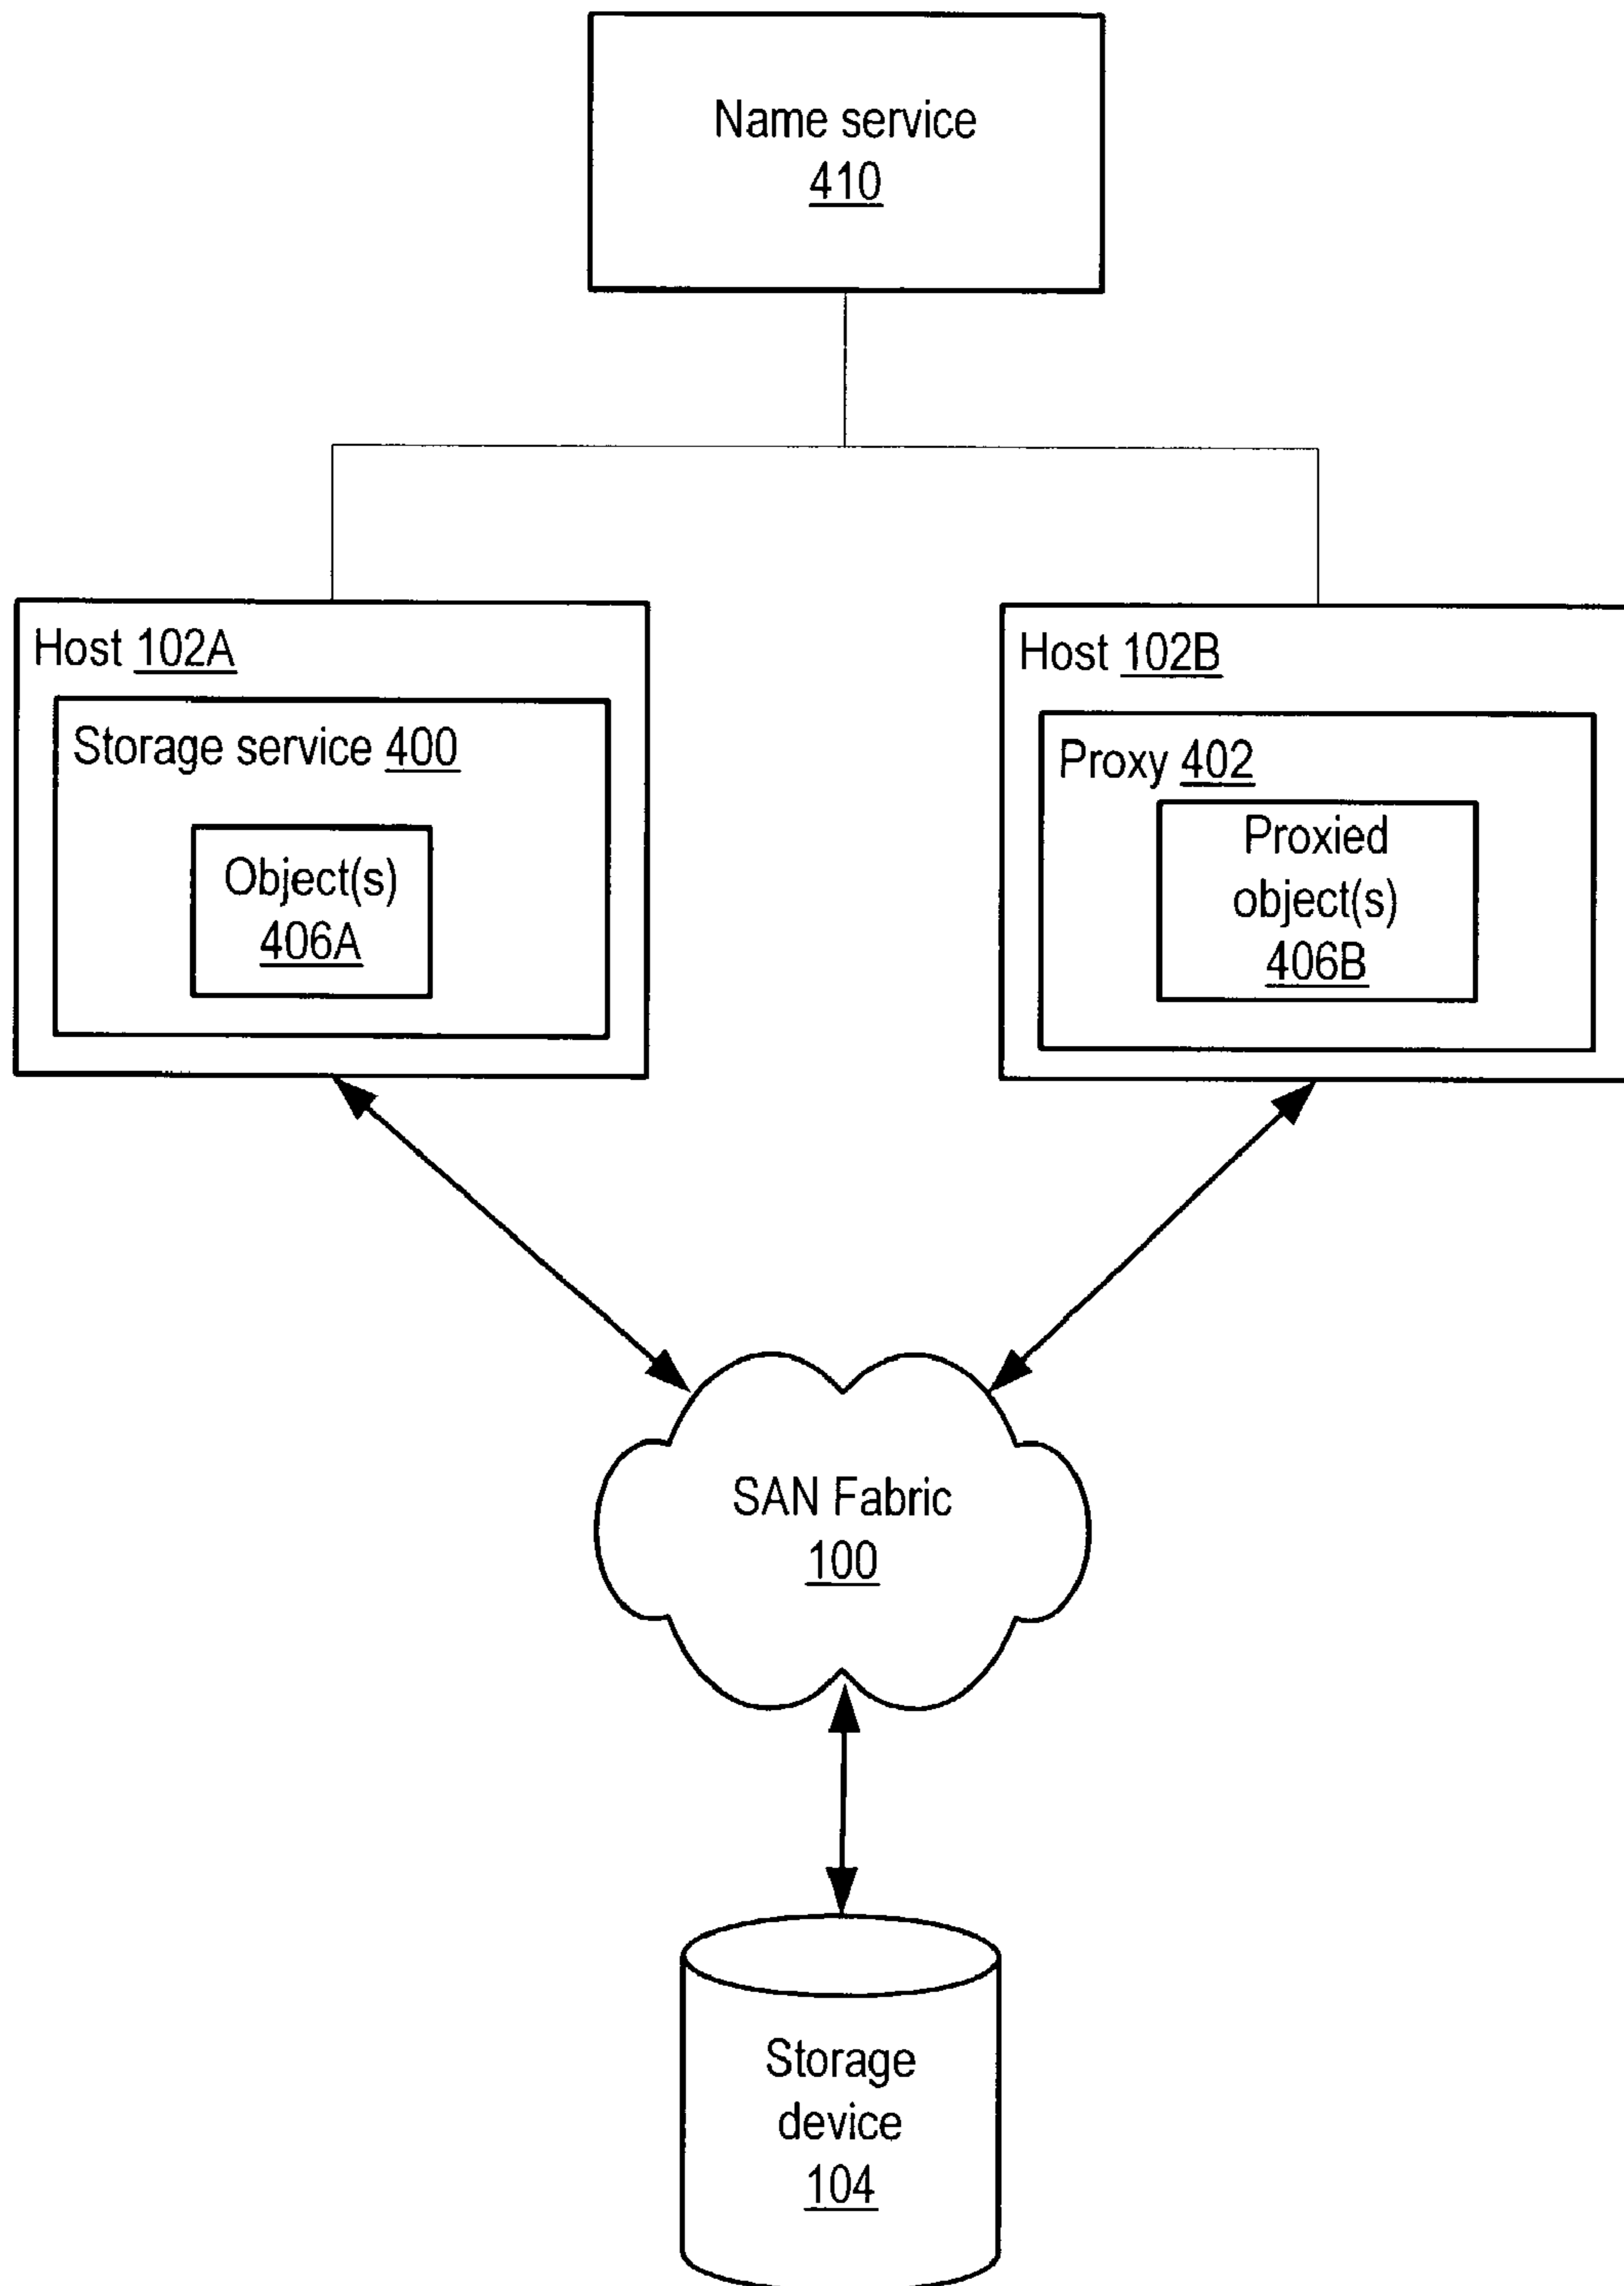 Name service
410
Host 102A
Storage service 400
Object(s)
406A
Host 102B
Proxy 402
Proxied
object(s)
406B
SAN Fabric
100
Storage
device
104